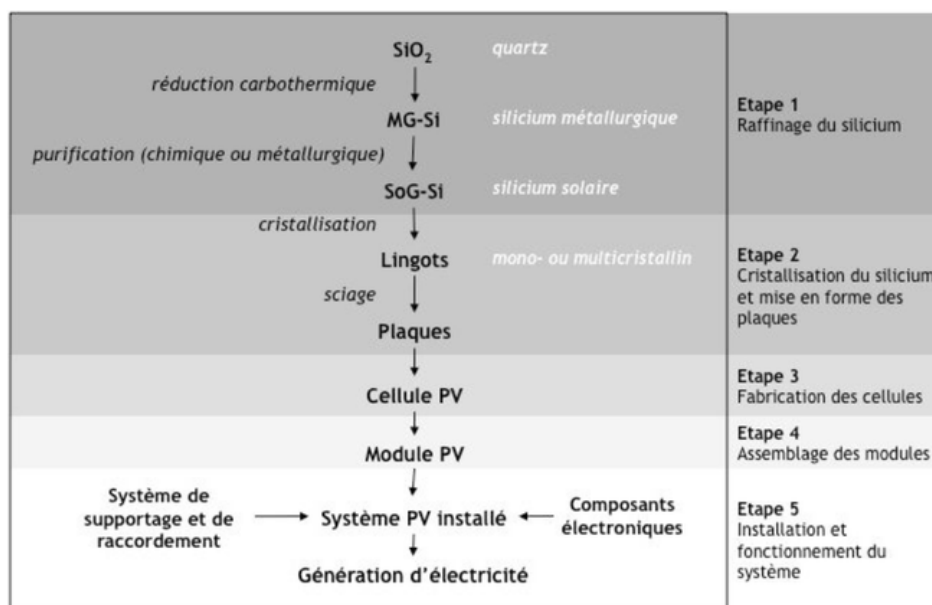 SiO₂ quartz
réduction carbothermique
MG-Si silicium métallurgique
purification (chimique ou métallurgique)
SoG-Si silicium solaire
Etape 1
Raffinage du silicium
cristallisation
Lingots mono- ou multicristallin
sciage
Plaques
Etape 2
Cristallisation du silicium
et mise en forme des
plaques
Cellule PV
Etape 3
Fabrication des cellules
Module PV
Etape 4
Assemblage des modules
Système de
supportage et de
raccordement
Système PV installé
Composants
électroniques
Génération d'électricité
Etape 5
Installation et
fonctionnement du
système